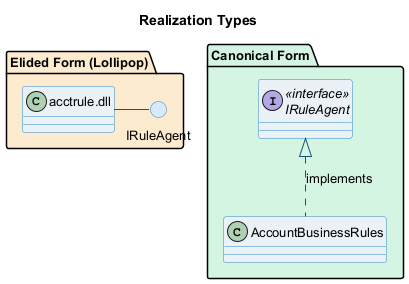 Realization Types
Elided Form (Lollipop)
C acctrule.dll
IRuleAgent
Canonical Form
I «interface»
IRuleAgent
implements
C AccountBusinessRules